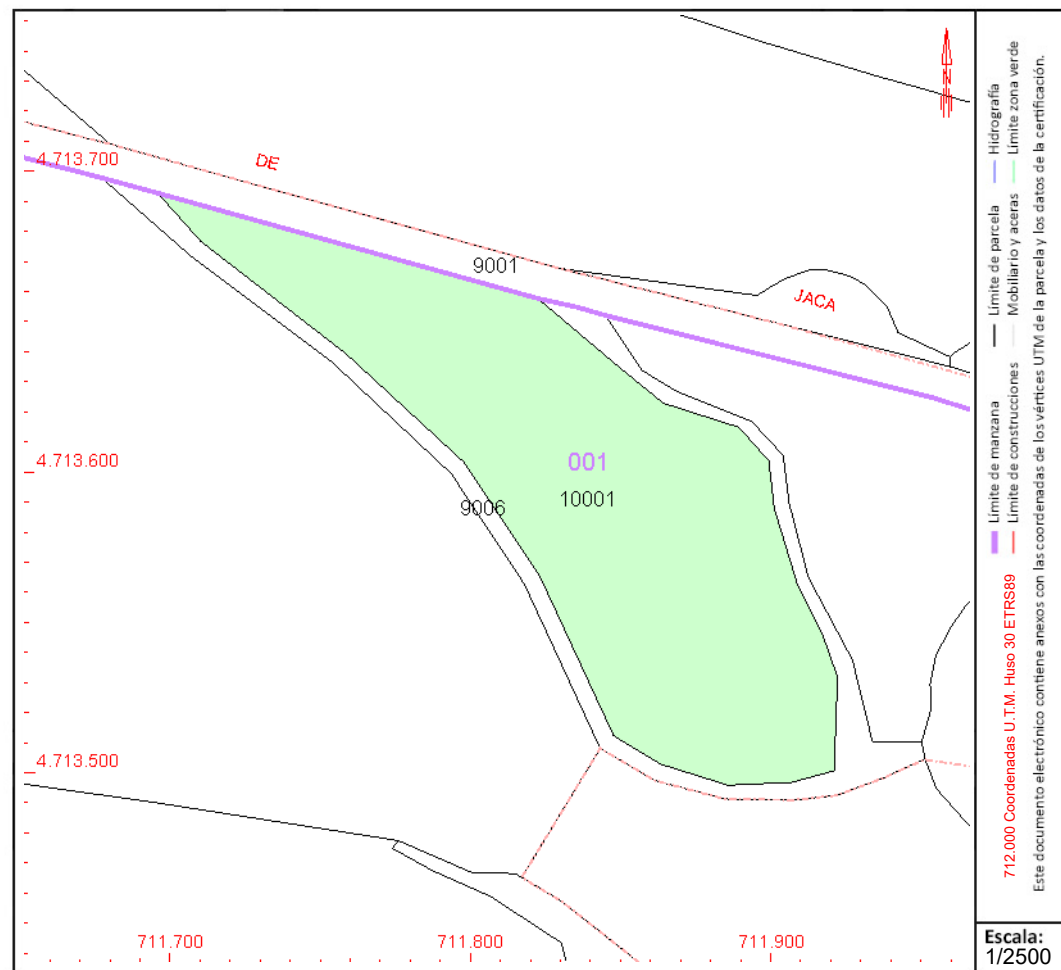 N
4.713.700
DE
9001
JACA
4.713.600
001
10001
9006
4.713.500
711.700
711.800
711.900
Límite de manzana
Límite de parcela
Hidrografía
Límite de construcciones
Mobiliario y aceras
Límite zona verde
712.000 Coordenadas U.T.M. Huso 30 ETRS89
Este documento electrónico contiene anexos con las coordenadas de los vértices UTM de la parcela y los datos de la certificación.
Escala:
1/2500